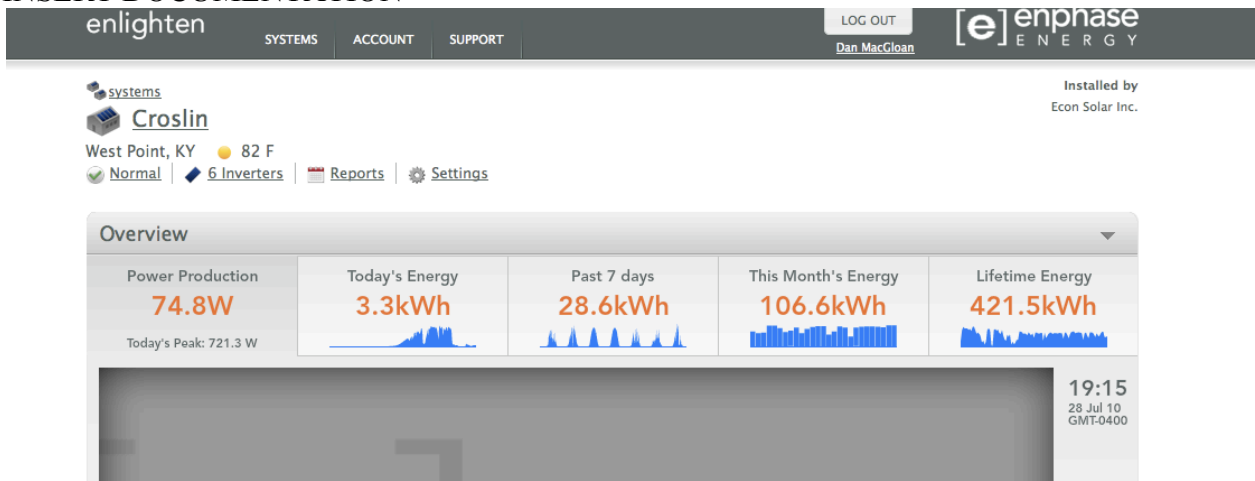 INSERT DOCUMENTATION
enlighten
SYSTEMS ACCOUNT SUPPORT
LOG OUT
Dan MacGloan
[e] enphase
ENERGY
systems
Croslin
West Point, KY 82 F
Normal 6 Inverters Reports Settings
Installed by
Econ Solar Inc.
Overview
Power Production
74.8W
Today's Peak: 721.3 W
Today's Energy
3.3kWh
Past 7 days
28.6kWh
This Month's Energy
106.6kWh
Lifetime Energy
421.5kWh
19:15
28 Jul 10
GMT-0400